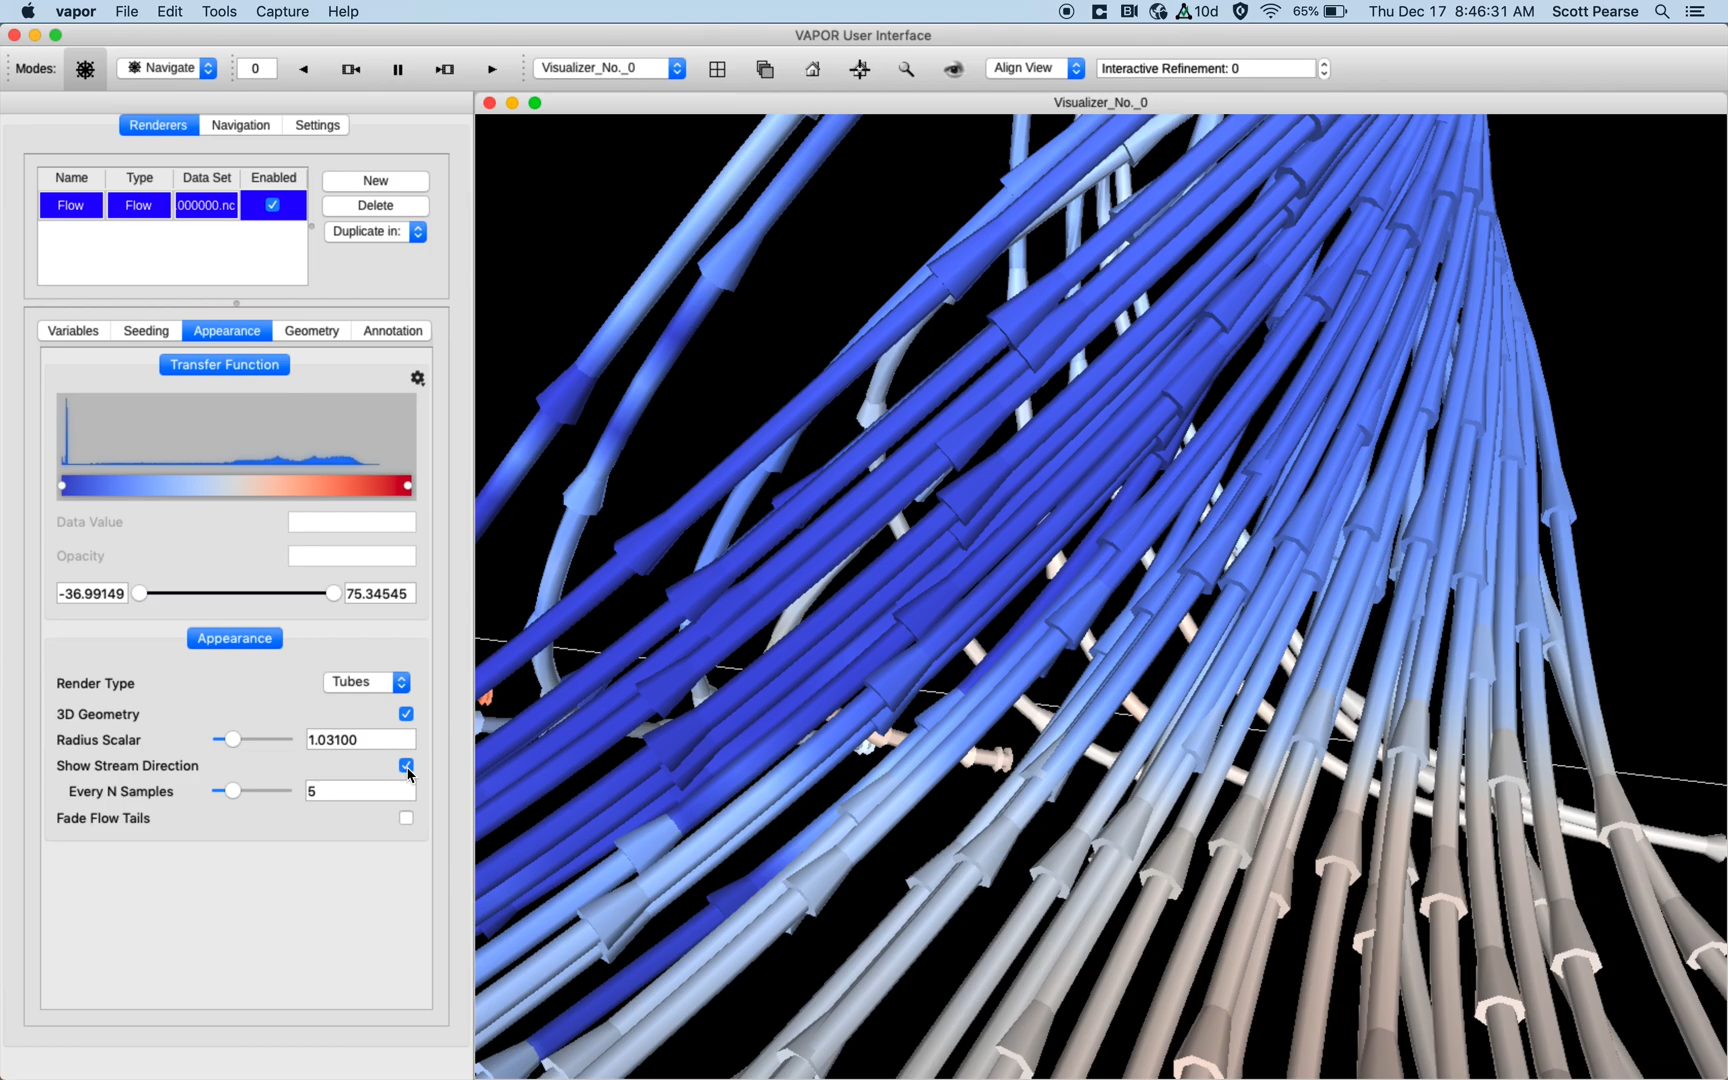 vapor File Edit Tools Capture Help 10d 65% Thu Dec 17 8:46:31 AM Scott Pearse
VAPOR User Interface
Modes: Navigate 0 Visualizer_No._0 Align View Interactive Refinement: 0
Visualizer_No._0
Renderers Navigation Settings
Name Type Data Set Enabled
Flow Flow 000000.nc
New
Delete
Duplicate in:
Variables Seeding Appearance Geometry Annotation
Transfer Function
Data Value
Opacity
-36.99149 75.34545
Appearance
Render Type Tubes
3D Geometry
Radius Scalar 1.03100
Show Stream Direction
Every N Samples 5
Fade Flow Tails